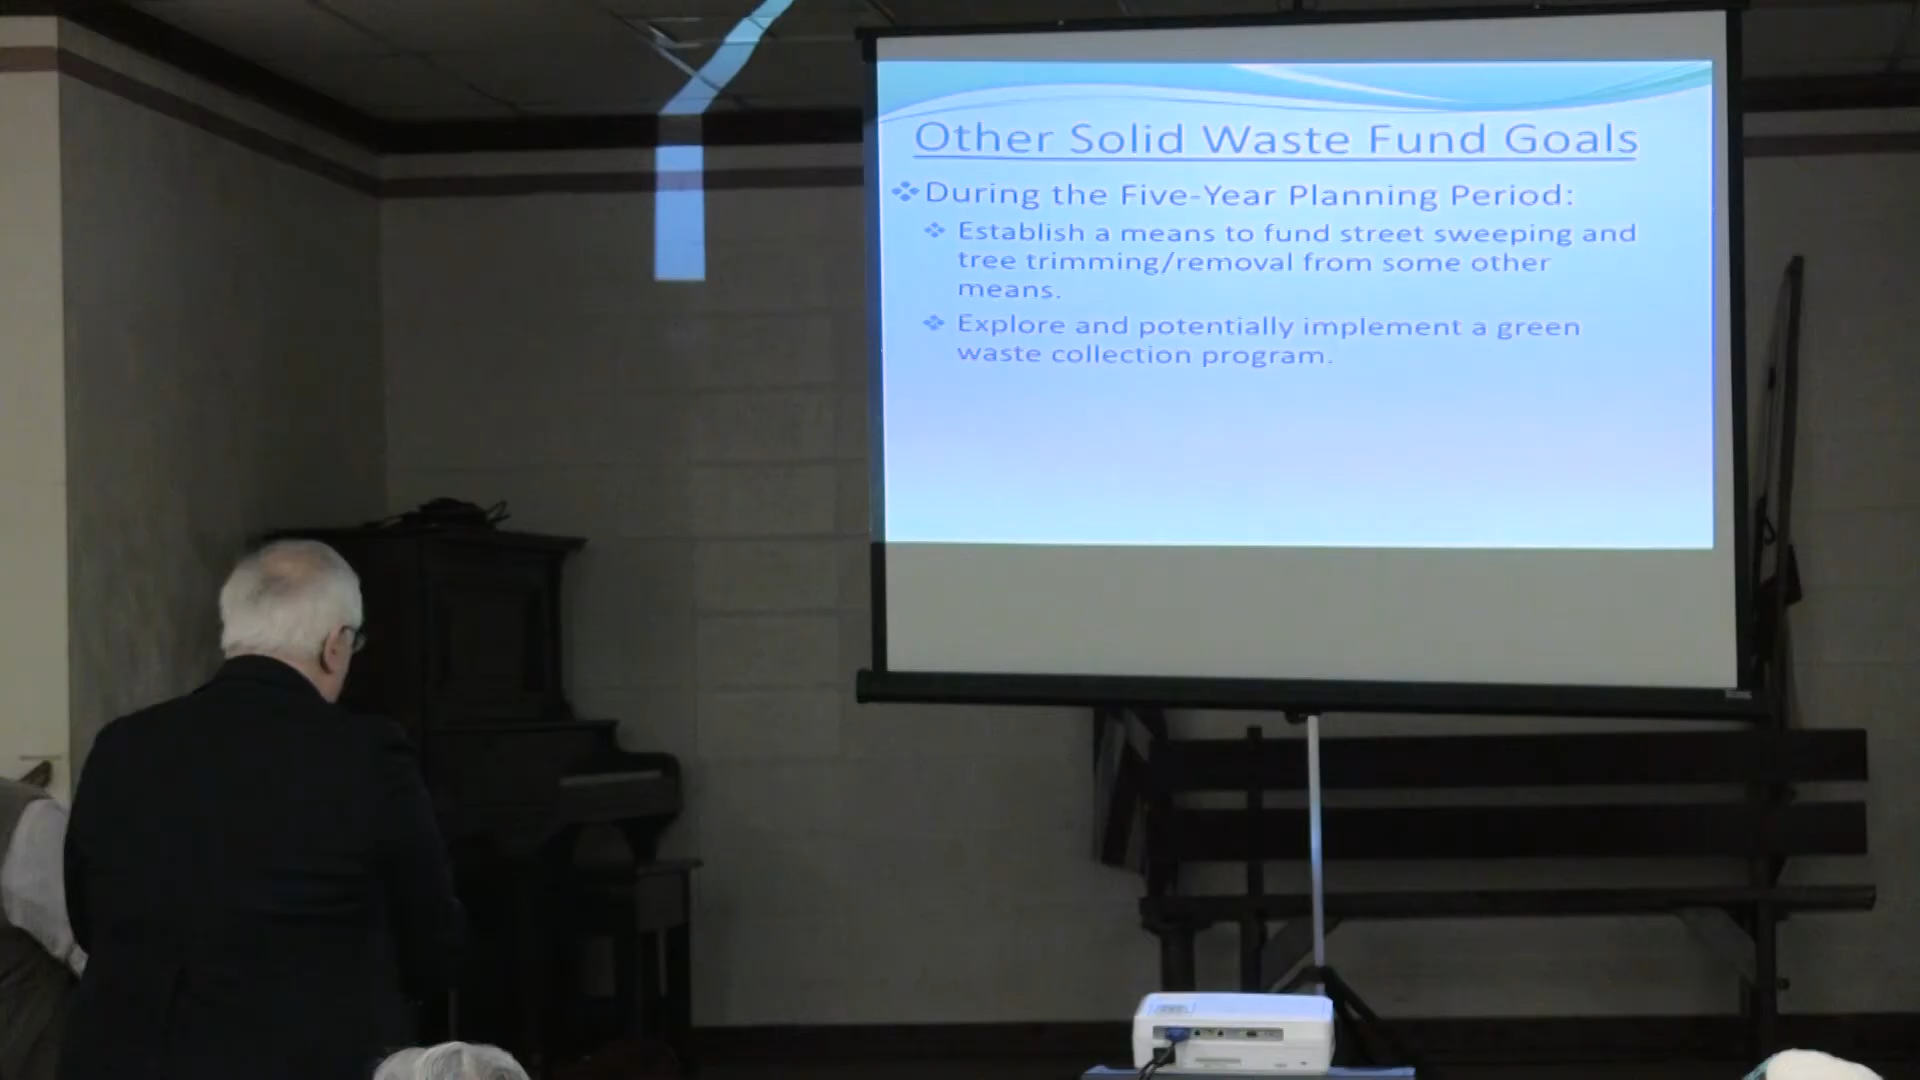 Other Solid Waste Fund Goals
❖During the Five-Year Planning Period:
❖ Establish a means to fund street sweeping and
tree trimming/removal from some other
means.
❖ Explore and potentially implement a green
waste collection program.